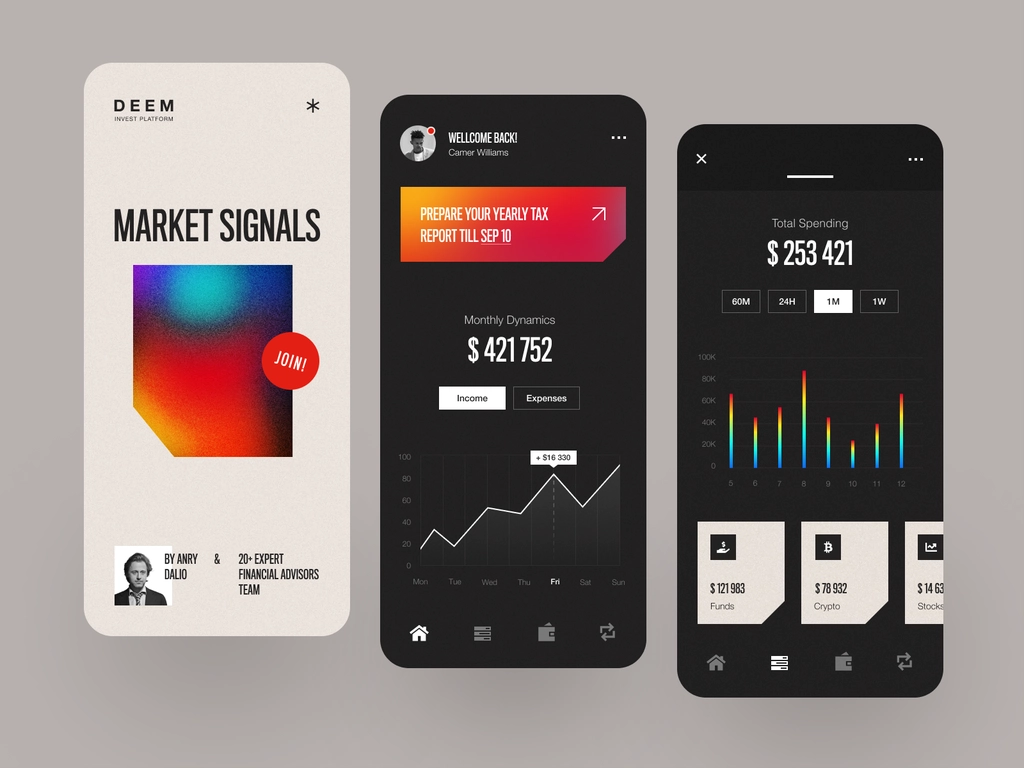 DEEM
INVEST PLATFORM
MARKET SIGNALS
JOIN!
BY ANRY
DALIO
&
20+ EXPERT
FINANCIAL ADVISORS
TEAM
WELLCOME BACK!
Camer Williams
PREPARE YOUR YEARLY TAX
REPORT TILL SEP 10
Monthly Dynamics
$ 421 752
Income
Expenses
+ $16 330
100
80
60
40
20
0
Mon Tue Wed Thu Fri Sat Sun
Total Spending
$ 253 421
60M 24H 1M 1W
100K
80K
60K
40K
20K
0
5 6 7 8 9 10 11 12
$ 121 983
Funds
$ 78 932
Crypto
$ 14 63
Stocks